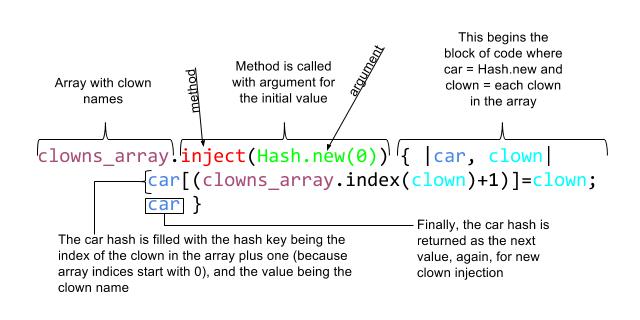 This begins the
block of code where
car = Hash.new and
clown = each clown
in the array
Method is called
with argument for
the initial value
Array with clown
names
method
argument
clowns_array.inject(Hash.new(0)) { |car, clown|
car[(clowns_array.index(clown)+1)]=clown;
car }
Finally, the car hash is
returned as the next
value, again, for new
clown injection
The car hash is filled with the hash key being the
index of the clown in the array plus one (because
array indices start with 0), and the value being the
clown name